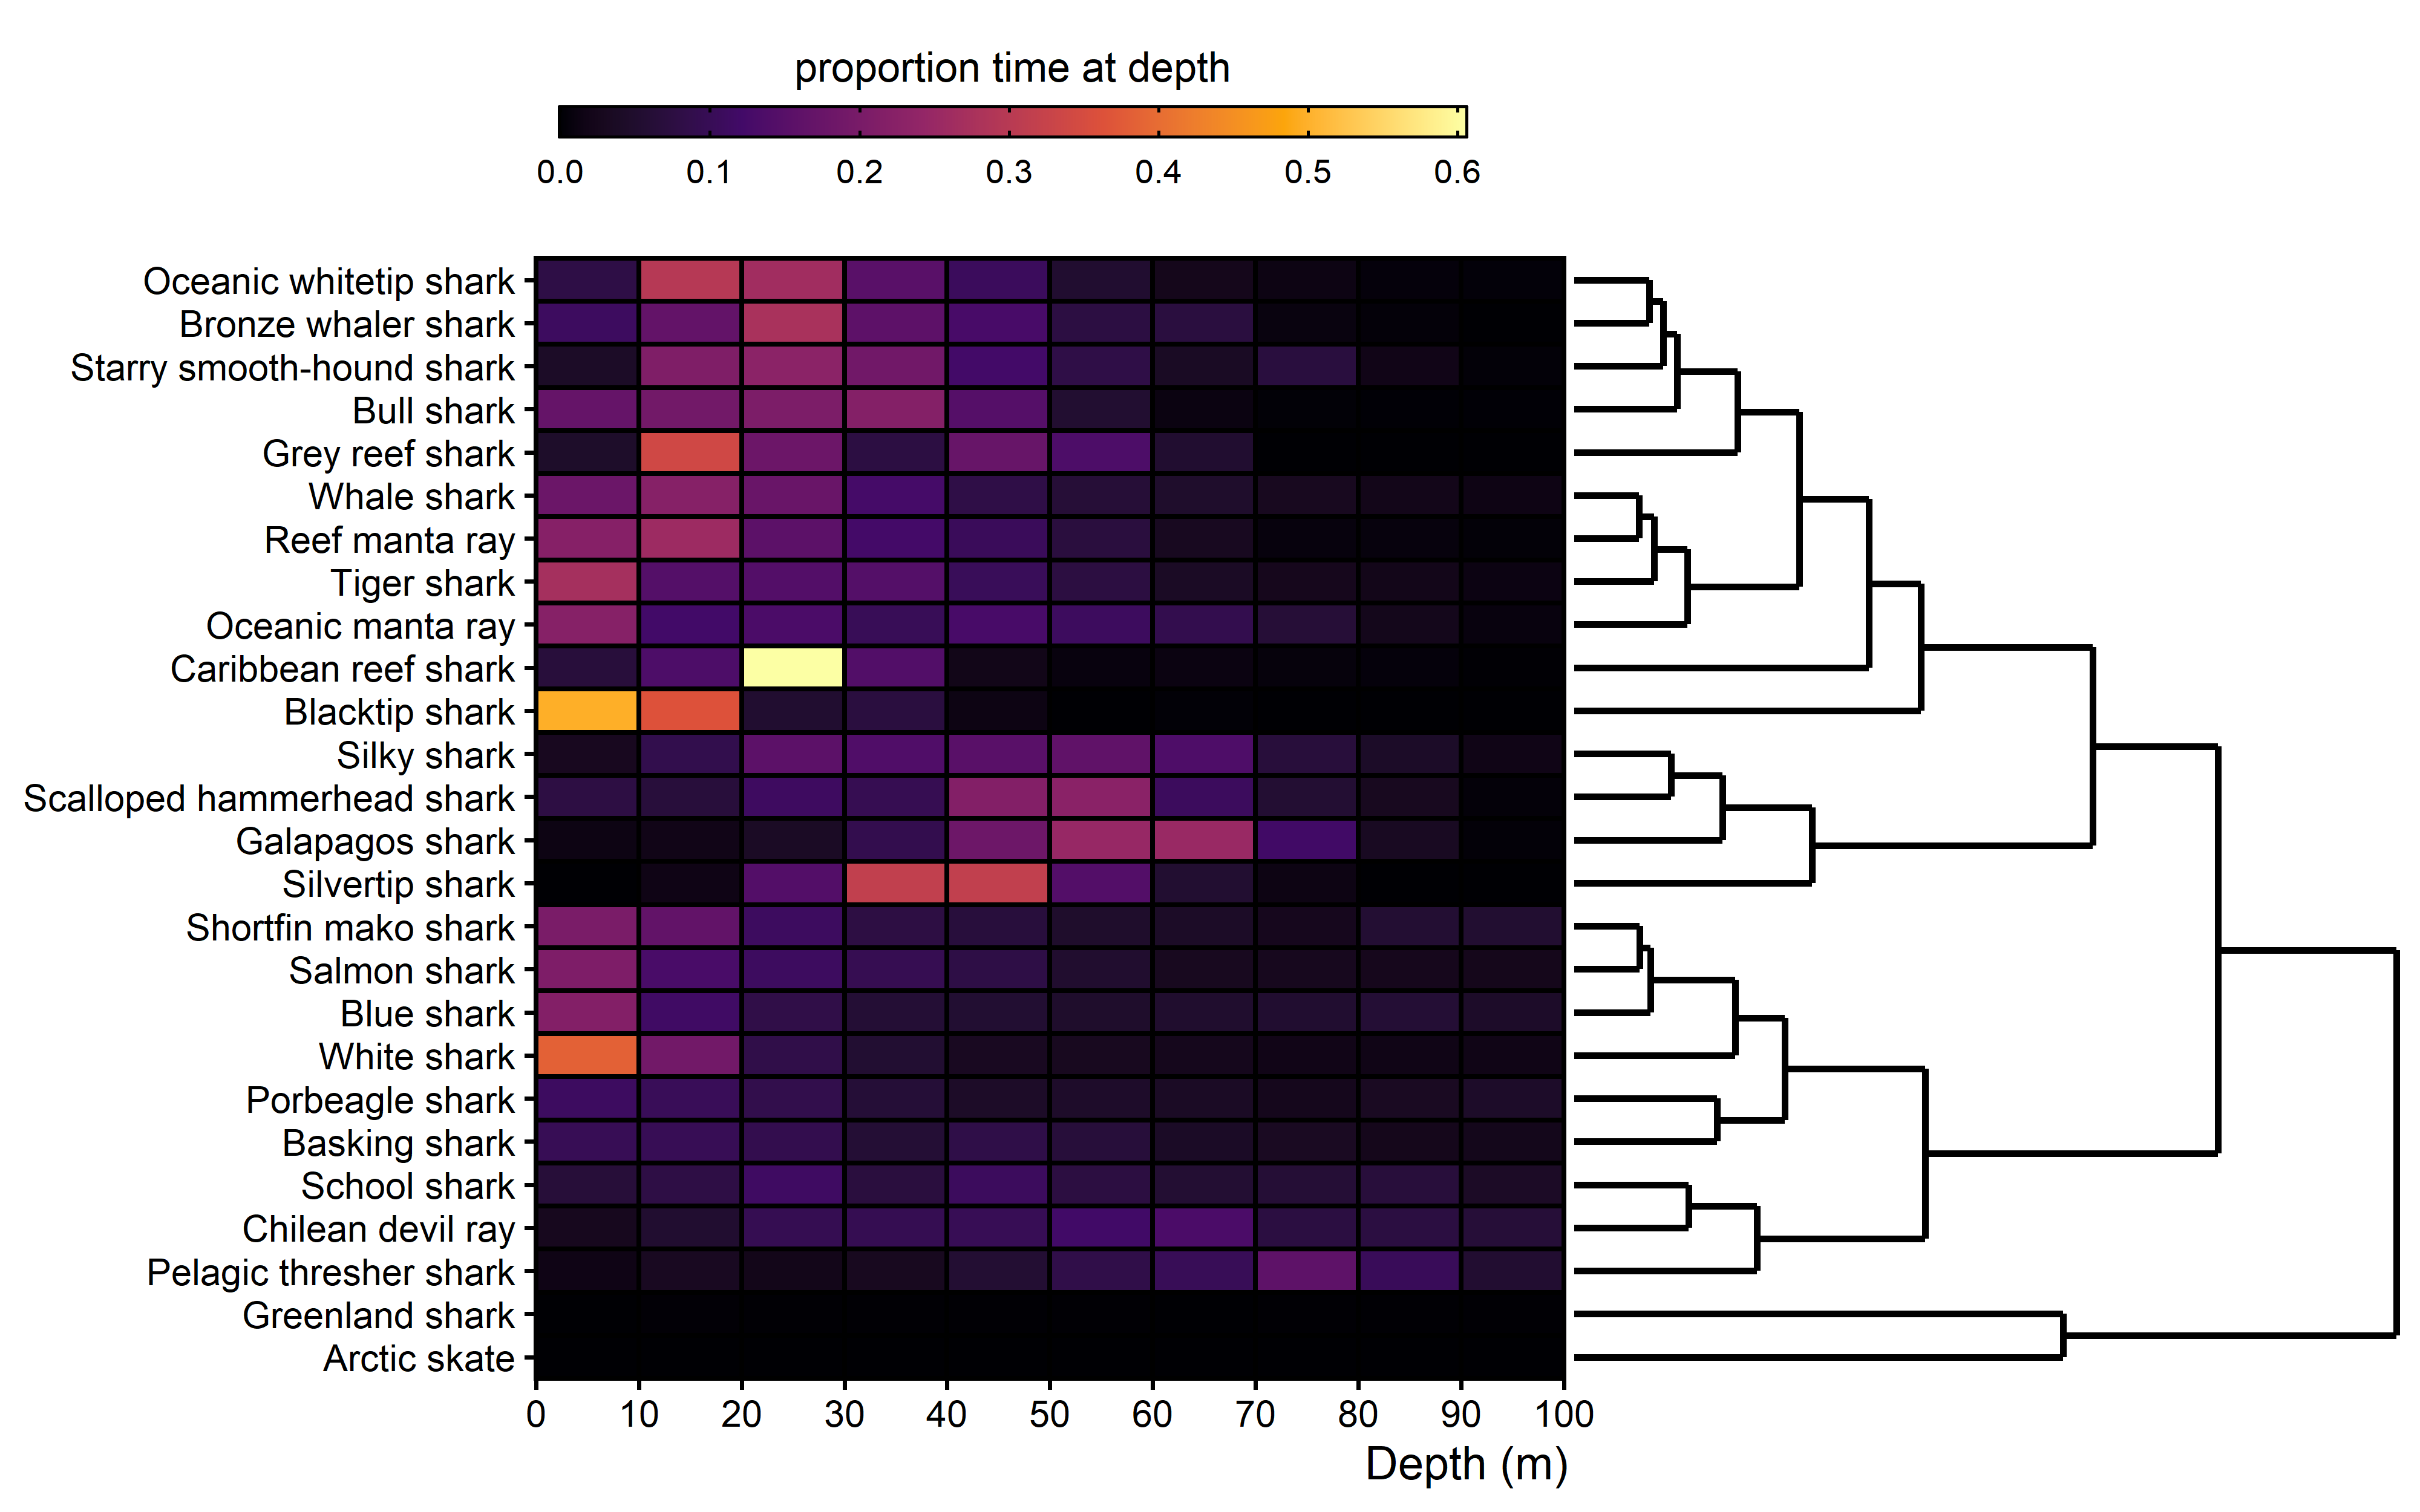 proportion time at depth
0.0 0.1 0.2 0.3 0.4 0.5 0.6
Oceanic whitetip shark
Bronze whaler shark
Starry smooth-hound shark
Bull shark
Grey reef shark
Whale shark
Reef manta ray
Tiger shark
Oceanic manta ray
Caribbean reef shark
Blacktip shark
Silky shark
Scalloped hammerhead shark
Galapagos shark
Silvertip shark
Shortfin mako shark
Salmon shark
Blue shark
White shark
Porbeagle shark
Basking shark
School shark
Chilean devil ray
Pelagic thresher shark
Greenland shark
Arctic skate
0 10 20 30 40 50 60 70 80 90 100
Depth (m)